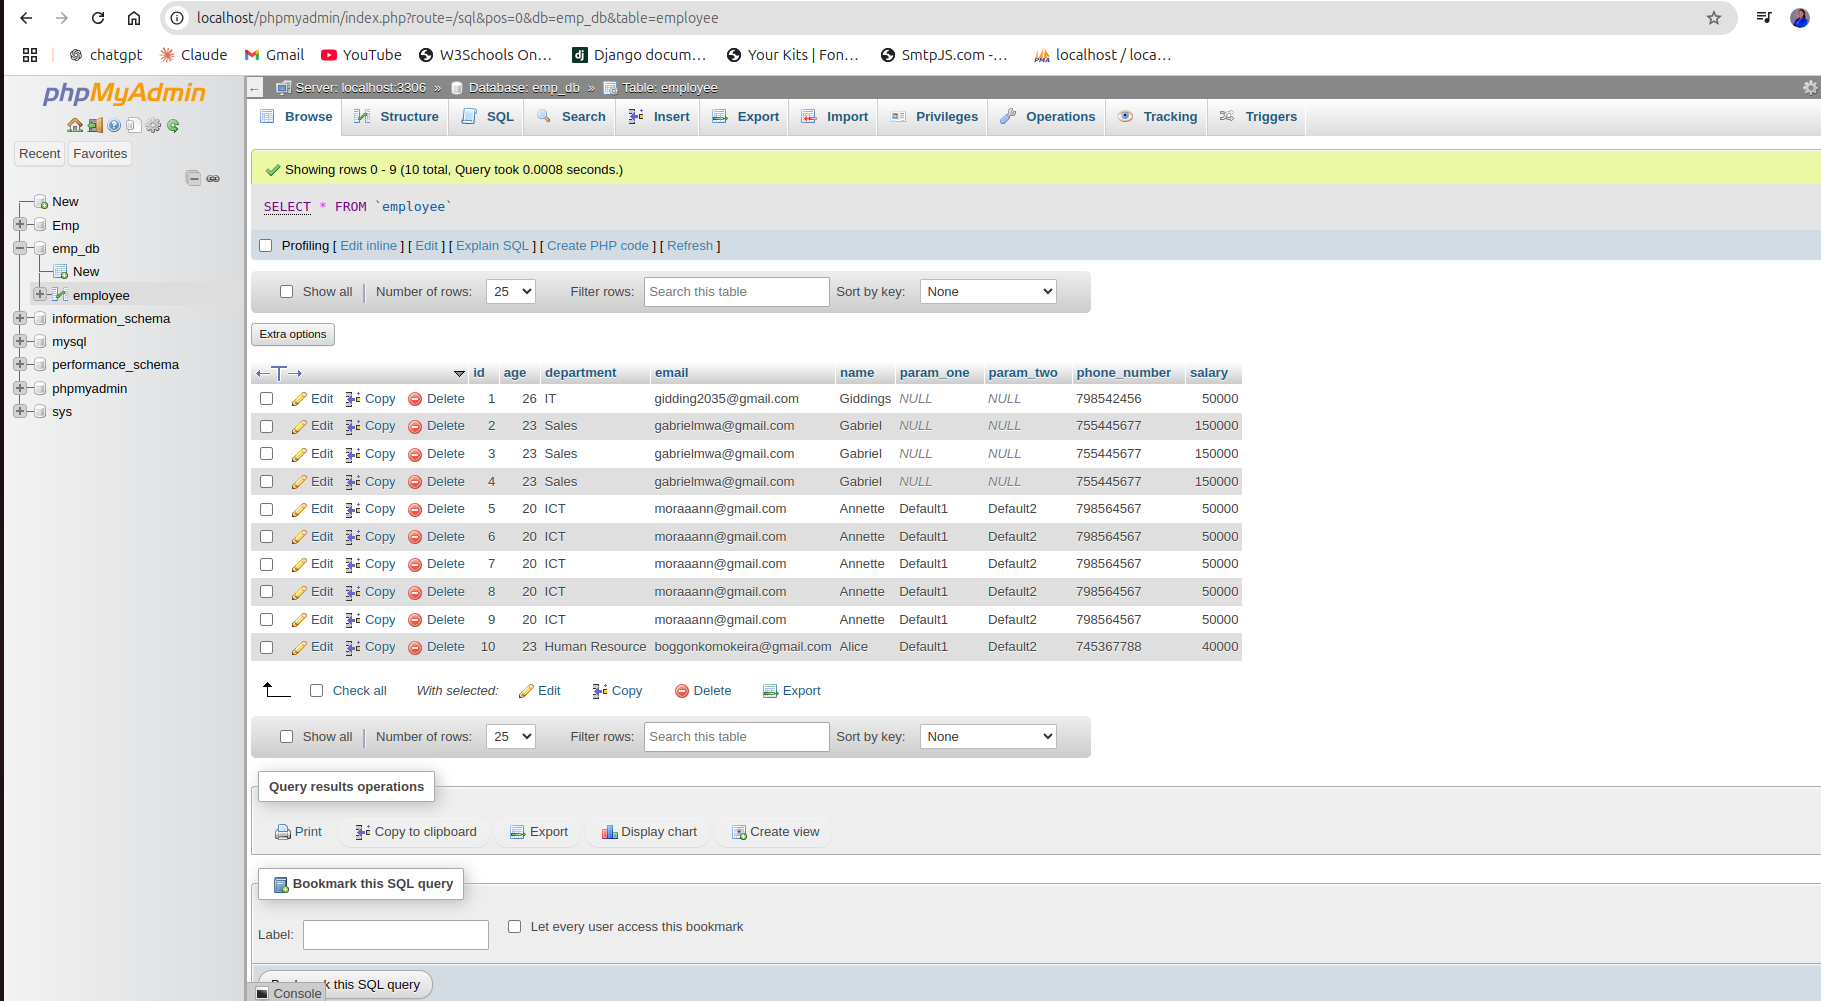 localhost/phpmyadmin/index.php?route=/sql&pos=0&db=emp_db&table=employee
chatgpt Claude Gmail YouTube W3Schools On... Django docum... Your Kits | Fon... SmtpJS.com -... localhost / loca...
phpMyAdmin
Recent Favorites
New
Emp
emp_db
New
employee
information_schema
mysql
performance_schema
phpmyadmin
sys
Server: localhost:3306 » Database: emp_db » Table: employee
Browse Structure SQL Search Insert Export Import Privileges Operations Tracking Triggers
Showing rows 0 - 9 (10 total, Query took 0.0008 seconds.)
SELECT * FROM `employee`
Profiling [ Edit inline ] [ Edit ] [ Explain SQL ] [ Create PHP code ] [ Refresh ]
Show all Number of rows: 25 Filter rows: Search this table Sort by key: None
Extra options
id age department email name param_one param_two phone_number salary
Edit Copy Delete 1 26 IT gidding2035@gmail.com Giddings NULL NULL 798542456 50000
Edit Copy Delete 2 23 Sales gabrielmwa@gmail.com Gabriel NULL NULL 755445677 150000
Edit Copy Delete 3 23 Sales gabrielmwa@gmail.com Gabriel NULL NULL 755445677 150000
Edit Copy Delete 4 23 Sales gabrielmwa@gmail.com Gabriel NULL NULL 755445677 150000
Edit Copy Delete 5 20 ICT moraaann@gmail.com Annette Default1 Default2 798564567 50000
Edit Copy Delete 6 20 ICT moraaann@gmail.com Annette Default1 Default2 798564567 50000
Edit Copy Delete 7 20 ICT moraaann@gmail.com Annette Default1 Default2 798564567 50000
Edit Copy Delete 8 20 ICT moraaann@gmail.com Annette Default1 Default2 798564567 50000
Edit Copy Delete 9 20 ICT moraaann@gmail.com Annette Default1 Default2 798564567 50000
Edit Copy Delete 10 23 Human Resource boggonkomokeira@gmail.com Alice Default1 Default2 745367788 40000
Check all With selected: Edit Copy Delete Export
Show all Number of rows: 25 Filter rows: Search this table Sort by key: None
Query results operations
Print Copy to clipboard Export Display chart Create view
Bookmark this SQL query
Label: Let every user access this bookmark
this SQL query
Console